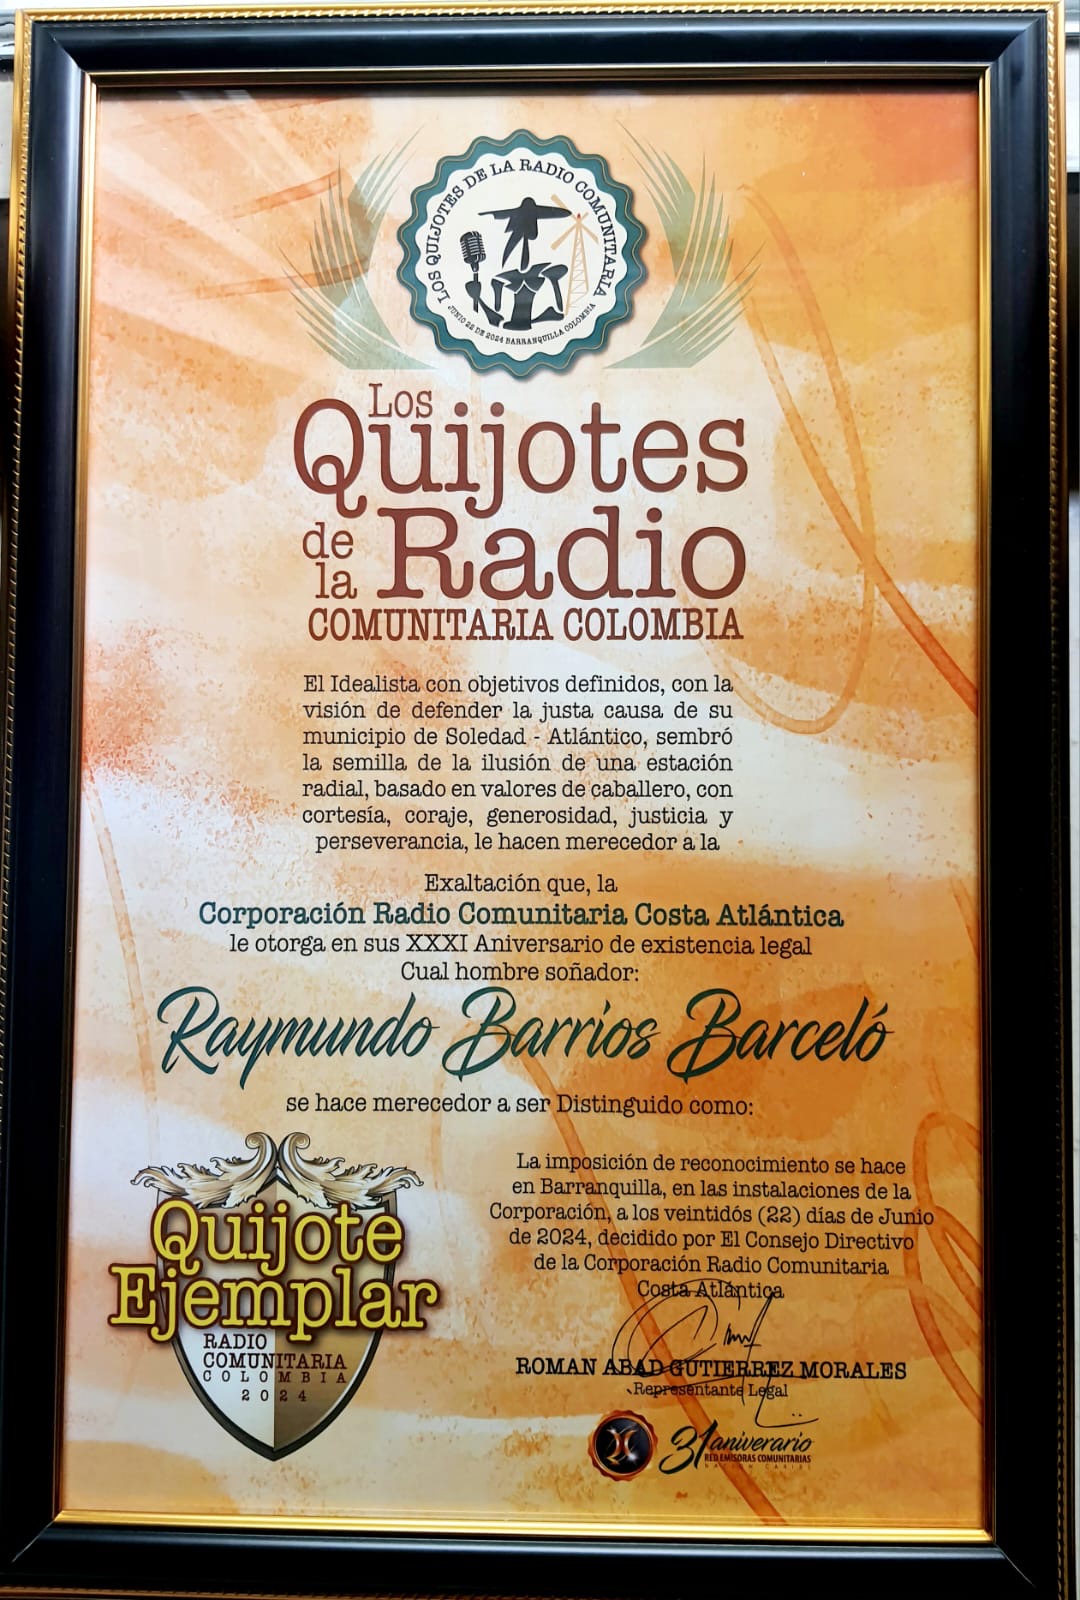 LOS QUIJOTES DE LA RADIO COMUNITARIA
JUNIO 22 DE 2024 BARRANQUILLA COLOMBIA
Los
Quijotes
de la Radio
COMUNITARIA COLOMBIA
El Idealista con objetivos definidos, con la
visión de defender la justa causa de su
municipio de Soledad - Atlántico, sembró
la semilla de la ilusión de una estación
radial, basado en valores de caballero, con
cortesía, coraje, generosidad, justicia y
perseverancia, le hacen merecedor a la
Exaltación que, la
Corporación Radio Comunitaria Costa Atlántica
le otorga en sus XXXI Aniversario de existencia legal
Cual hombre soñador:
Raymundo Barrios Barceló
se hace merecedor a ser Distinguido como:
Quijote
Ejemplar
RADIO
COMUNITARIA
COLOMBIA
2024
La imposición de reconocimiento se hace
en Barranquilla, en las instalaciones de la
Corporación, a los veintidós (22) días de Junio
de 2024, decidido por El Consejo Directivo
de la Corporación Radio Comunitaria
Costa Atlántica
ROMAN ABAD GUTIERREZ MORALES
Representante Legal
31 aniverario
RED EMISORAS COMUNITARIAS